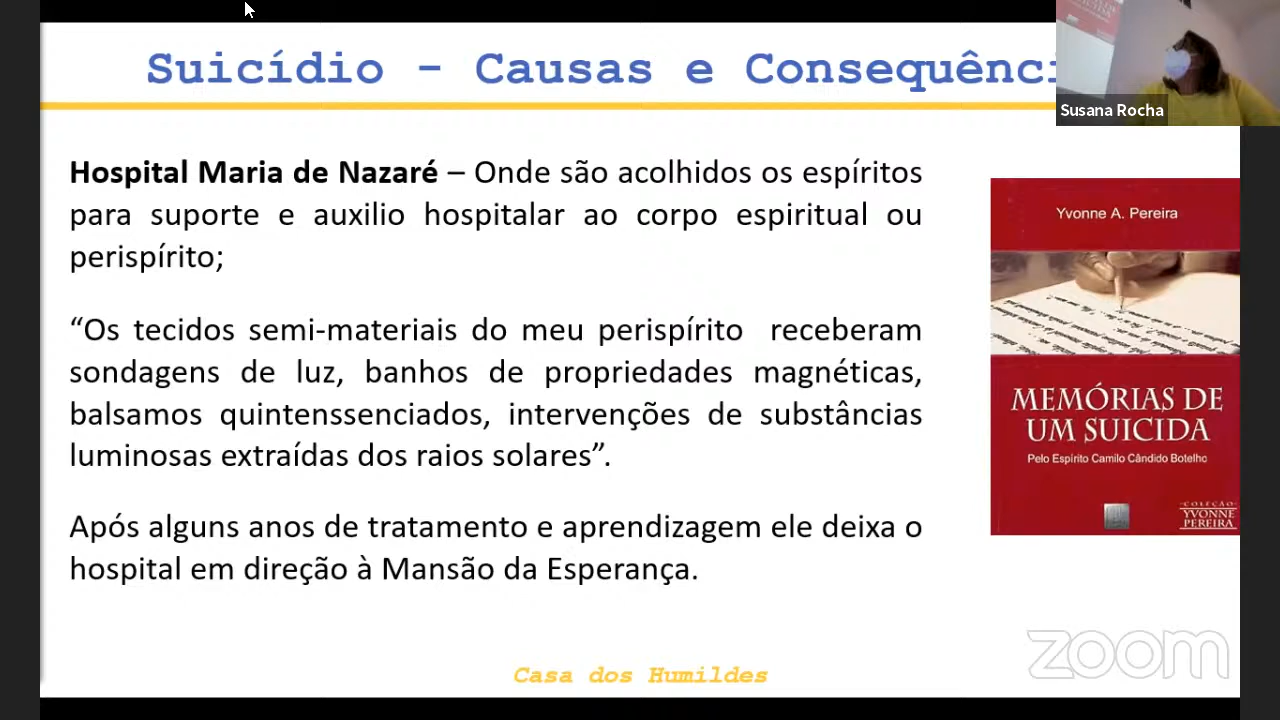 Suicídio - Causas e Consequênci
Susana Rocha
Hospital Maria de Nazaré – Onde são acolhidos os espíritos
para suporte e auxilio hospitalar ao corpo espiritual ou
perispírito;
“Os tecidos semi-materiais do meu perispírito receberam
sondagens de luz, banhos de propriedades magnéticas,
balsamos quintenssenciados, intervenções de substâncias
luminosas extraídas dos raios solares”.
Após alguns anos de tratamento e aprendizagem ele deixa o
hospital em direção à Mansão da Esperança.
Yvonne A. Pereira
MEMÓRIAS DE
UM SUICIDA
Pelo Espírito Camilo Cândido Botelho
COLEÇÃO
YVONNE
PEREIRA
zoom
Casa dos Humildes